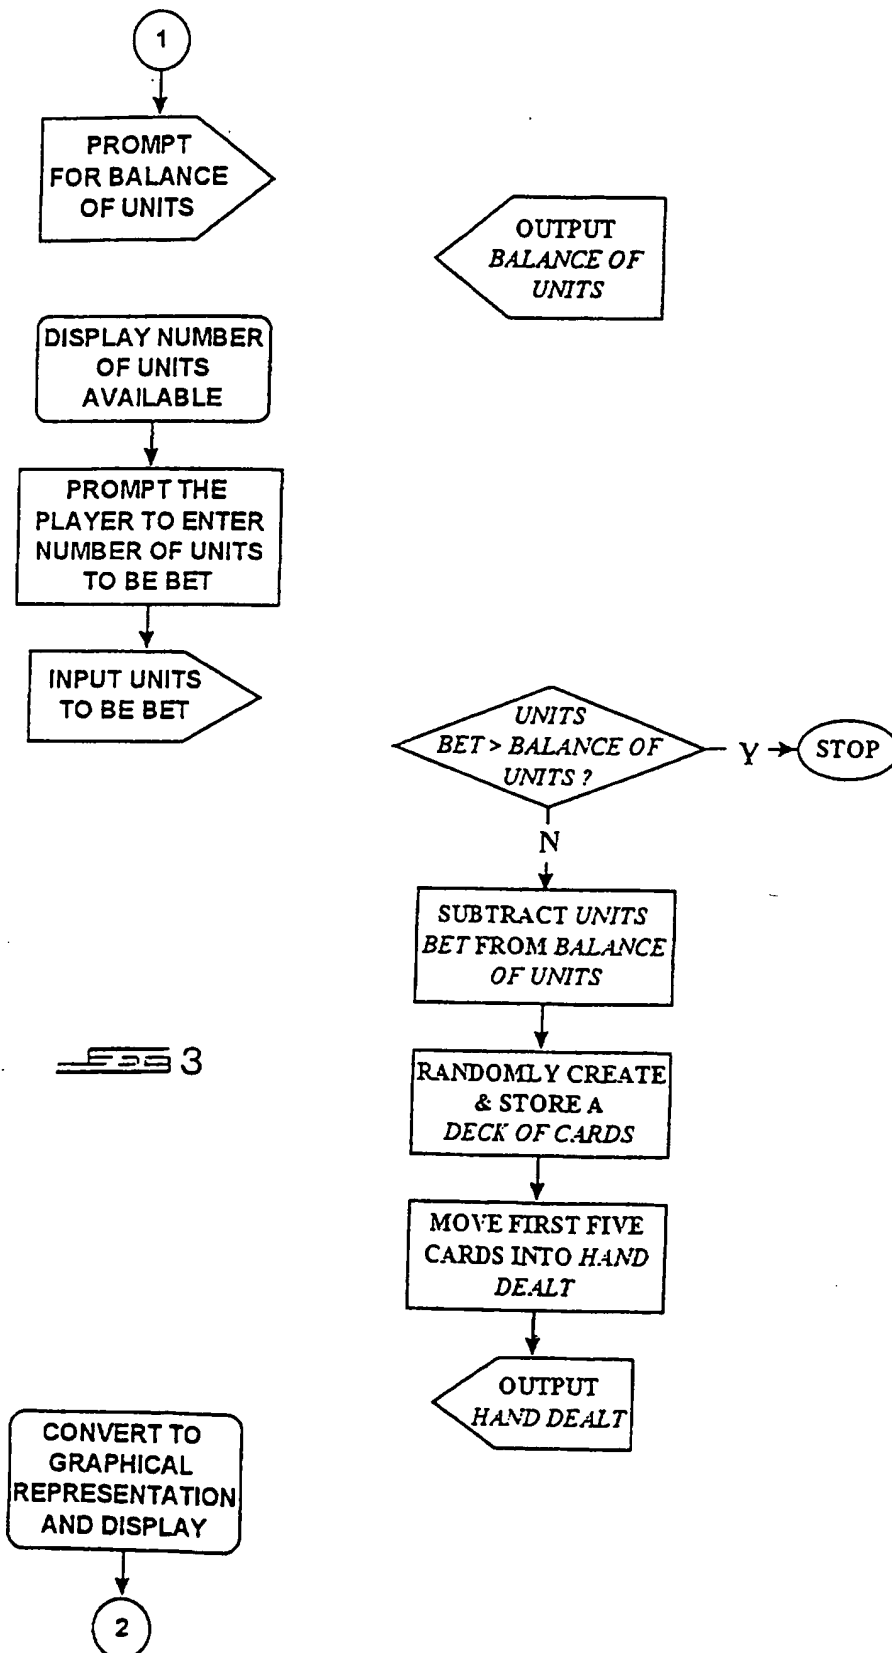 1
PROMPT
FOR BALANCE
OF UNITS
OUTPUT
BALANCE OF
UNITS
DISPLAY NUMBER
OF UNITS
AVAILABLE
PROMPT THE
PLAYER TO ENTER
NUMBER OF UNITS
TO BE BET
INPUT UNITS
TO BE BET
UNITS
BET > BALANCE OF
UNITS ?
Y
STOP
N
SUBTRACT UNITS
BET FROM BALANCE
OF UNITS
RANDOMLY CREATE
& STORE A
DECK OF CARDS
MOVE FIRST FIVE
CARDS INTO HAND
DEALT
OUTPUT
HAND DEALT
3
CONVERT TO
GRAPHICAL
REPRESENTATION
AND DISPLAY
2